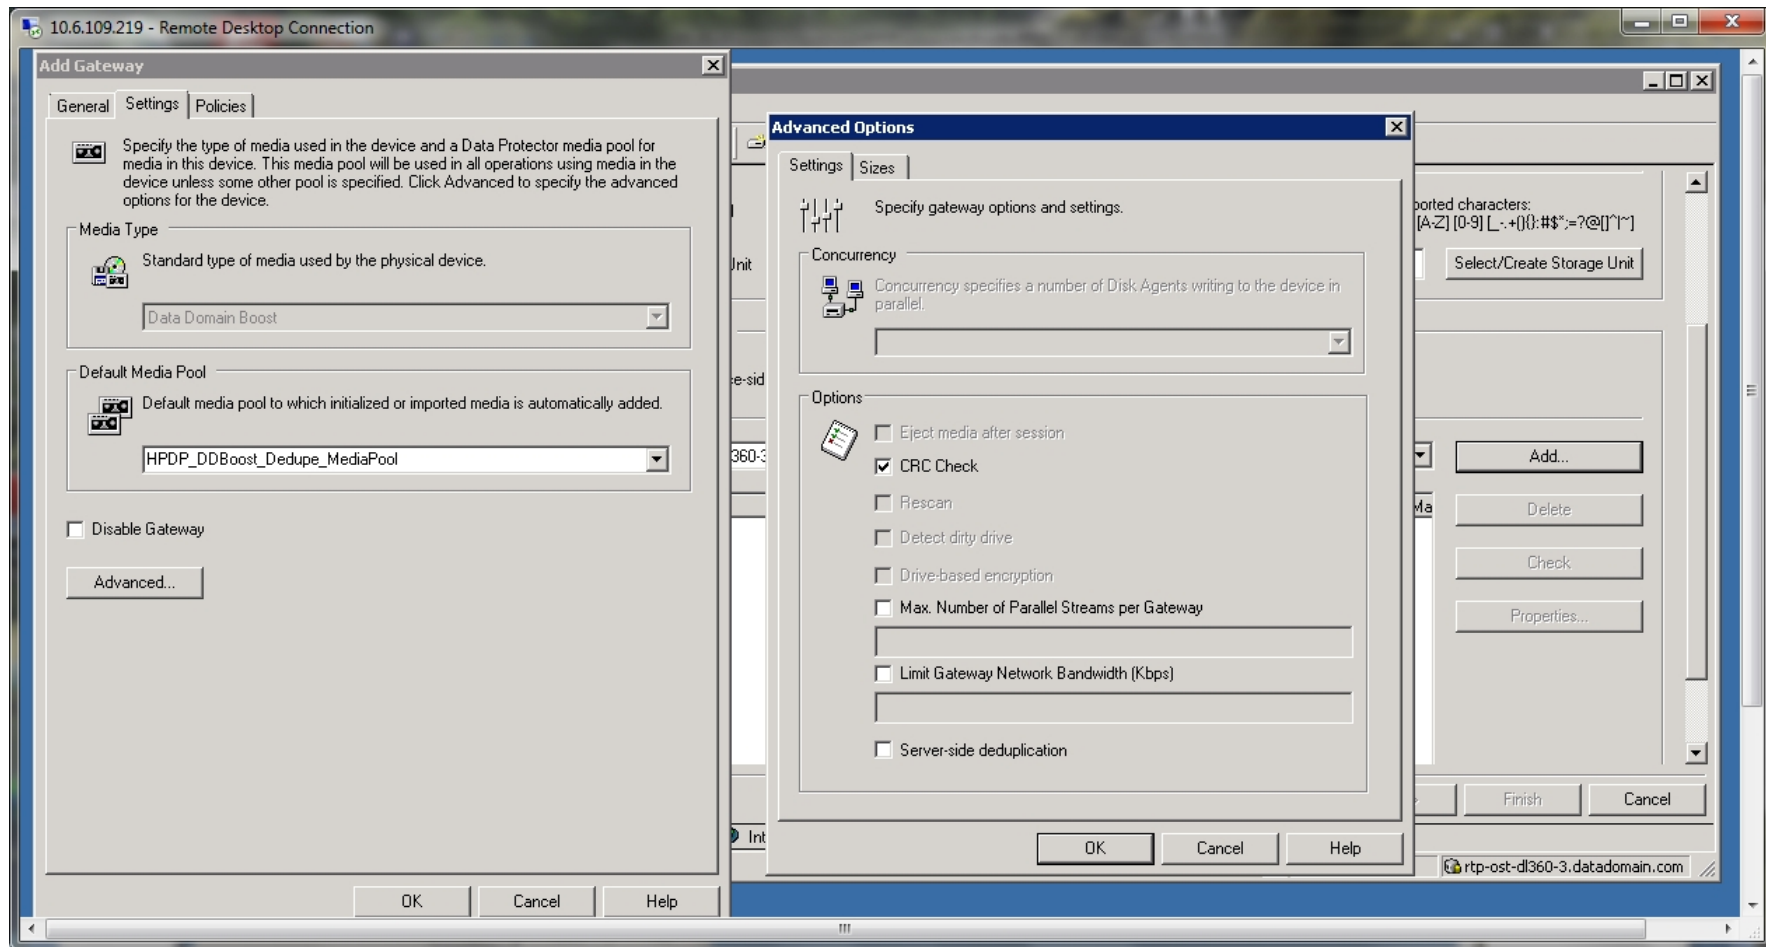 10.6.109.219 - Remote Desktop Connection
Add Gateway
General
Settings
Policies
Specify the type of media used in the device and a Data Protector media pool for
media in this device. This media pool will be used in all operations using media in the
device unless some other pool is specified. Click Advanced to specify the advanced
options for the device.
Media Type
Standard type of media used by the physical device.
Data Domain Boost
Default Media Pool
Default media pool to which initialized or imported media is automatically added.
HPDP_DDBoost_Dedupe_MediaPool
Disable Gateway
Advanced...
OK
Cancel
Help
Advanced Options
Settings
Sizes
Specify gateway options and settings.
Concurrency
Concurrency specifies a number of Disk Agents writing to the device in
parallel.
Options
Eject media after session
CRC Check
Rescan
Detect dirty drive
Drive-based encryption
Max. Number of Parallel Streams per Gateway
Limit Gateway Network Bandwidth (Kbps)
Server-side deduplication
OK
Cancel
Help
characters:
Select/Create Storage Unit
Add...
Delete
Check
Properties...
Finish
Cancel
rtp-ost-dl360-3.datadomain.com